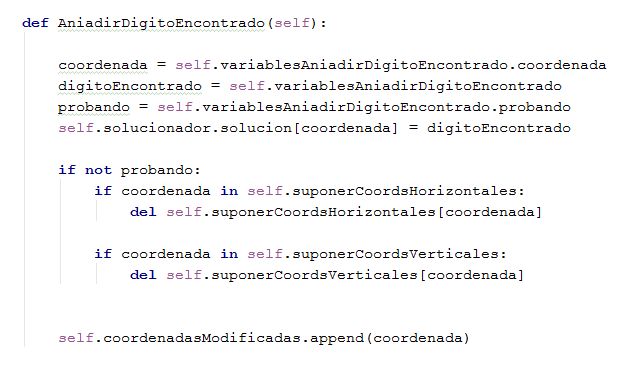 def AniadirDigitoEncontrado(self):
coordenada = self.variablesAniadirDigitoEncontrado.coordenada
digitoEncontrado = self.variablesAniadirDigitoEncontrado
probando = self.variablesAniadirDigitoEncontrado.probando
self.solucionador.solucion[coordenada] = digitoEncontrado
if not probando:
if coordenada in self.suponerCoordsHorizontales:
del self.suponerCoordsHorizontales[coordenada]
if coordenada in self.suponerCoordsVerticales:
del self.suponerCoordsVerticales[coordenada]
self.coordenadasModificadas.append(coordenada)